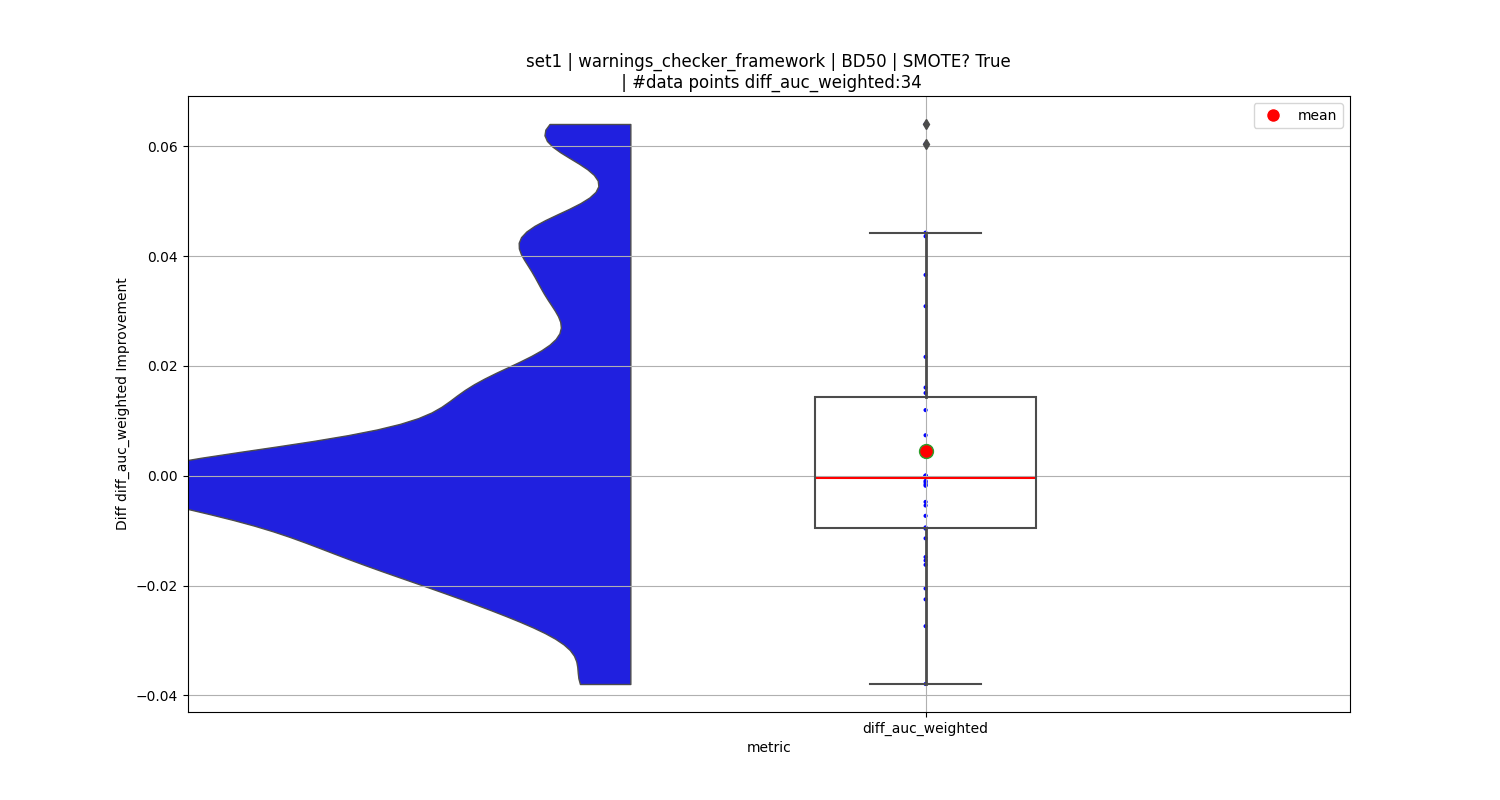 set1 | warnings_checker_framework | BD50 | SMOTE? True
| #data points diff_auc_weighted:34
mean
0.06
0.04
0.02
0.00
−0.02
−0.04
Diff diff_auc_weighted Improvement
diff_auc_weighted
metric